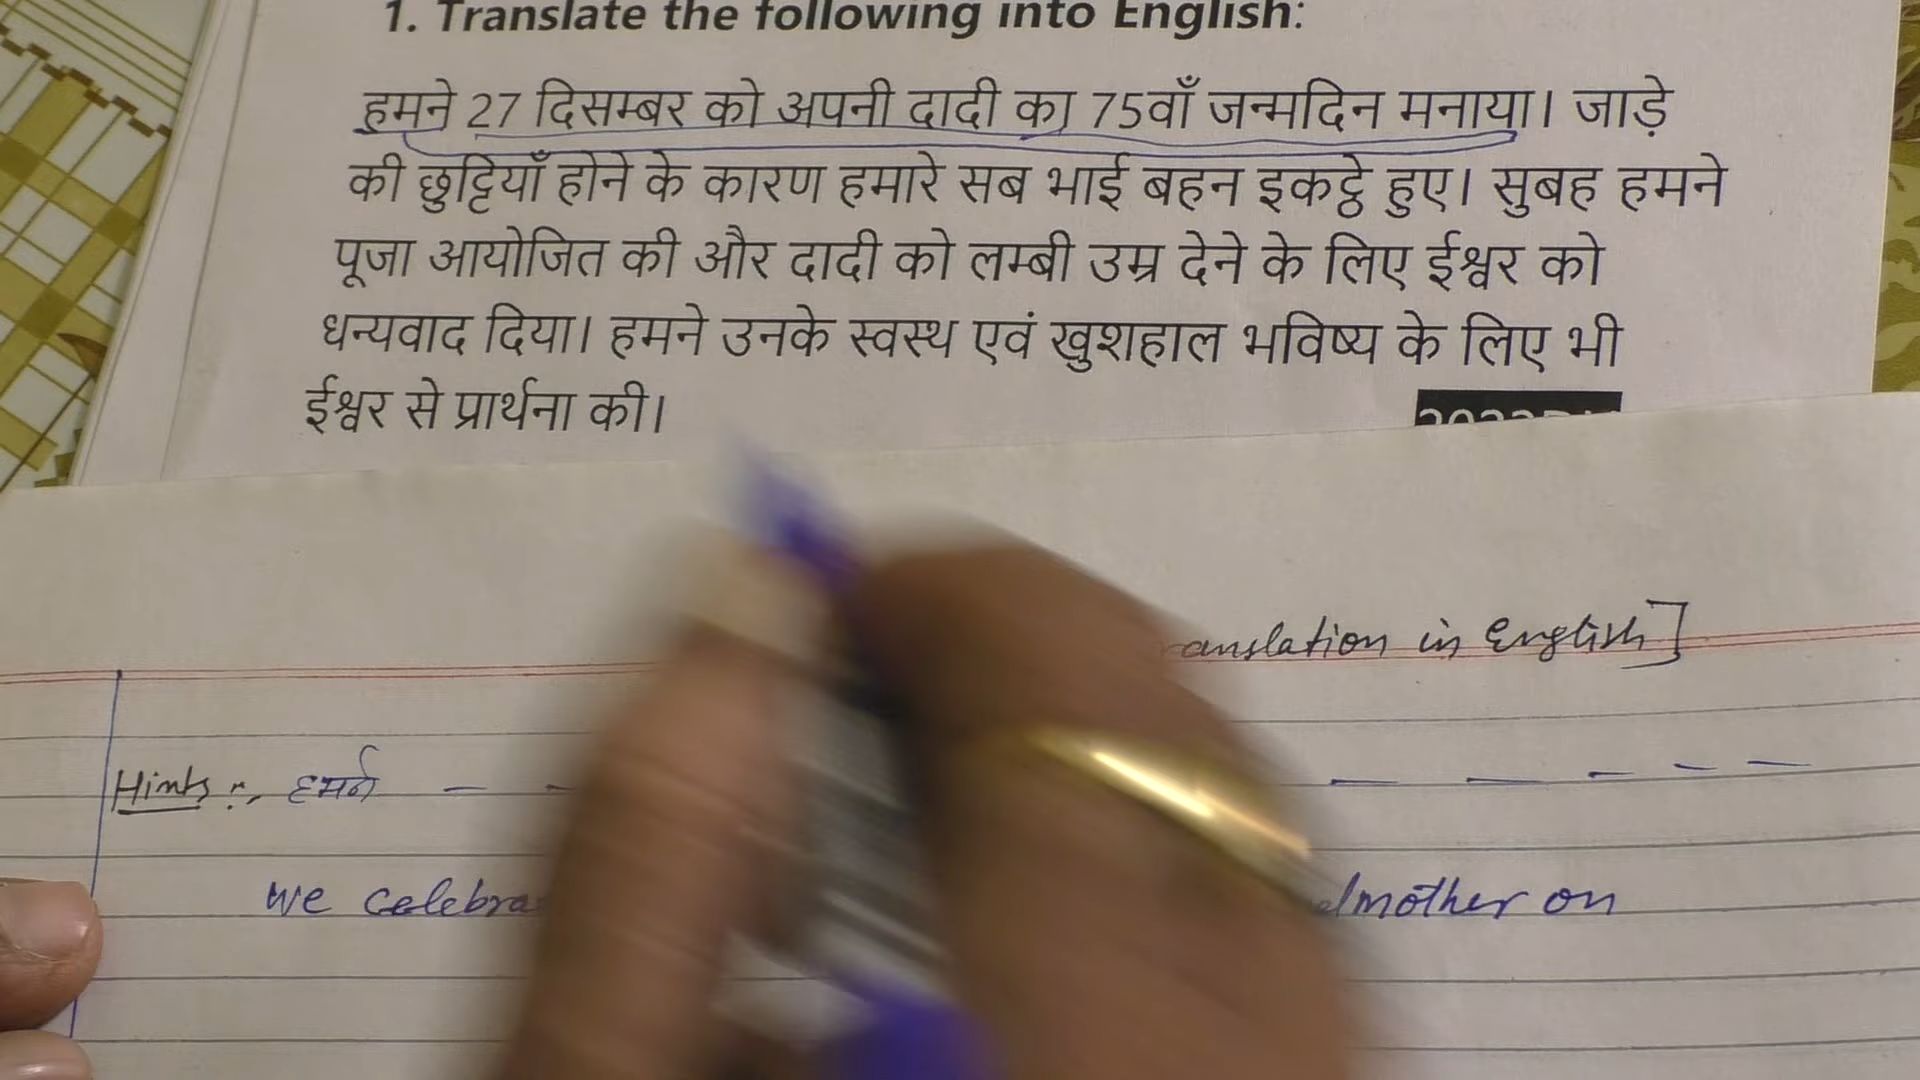 1. Translate the following into English:
हमने 27 दिसम्बर को अपनी दादी का 75वाँ जन्मदिन मनाया। जाड़े
की छुट्टियाँ होने के कारण हमारे सब भाई बहन इकट्ठे हुए। सुबह हमने
पूजा आयोजित की और दादी को लम्बी उम्र देने के लिए ईश्वर को
धन्यवाद दिया। हमने उनके स्वस्थ एवं खुशहाल भविष्य के लिए भी
ईश्वर से प्रार्थना की।
ranslation in English]
Hints :- हमने — — — — — — —
we celebra dmother on